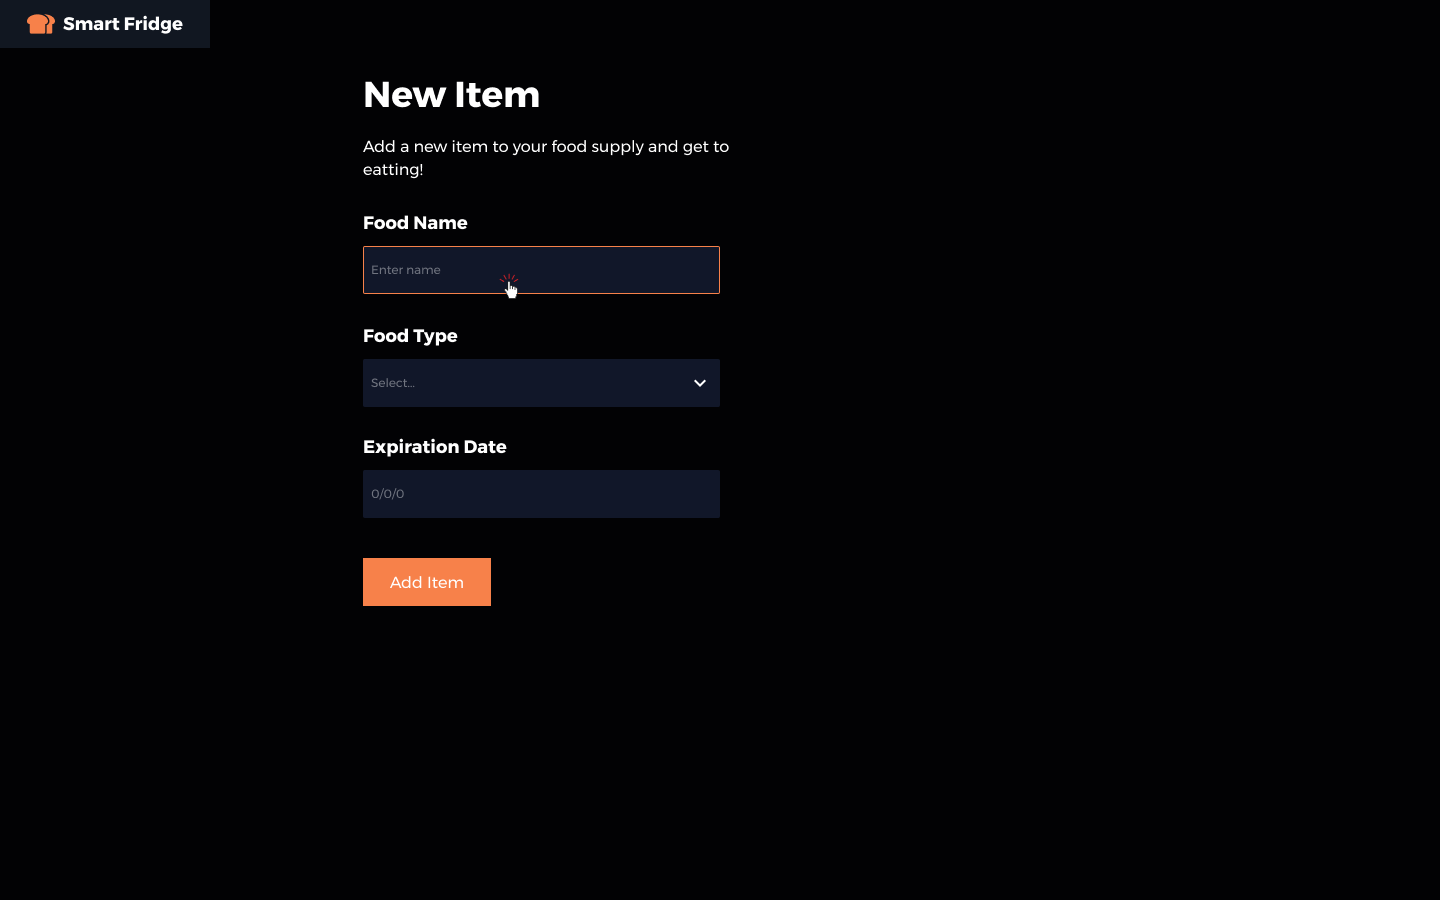 Smart Fridge
New Item
Add a new item to your food supply and get to
eatting!
Food Name
Enter name
Food Type
Select...
Expiration Date
0/0/0
Add Item